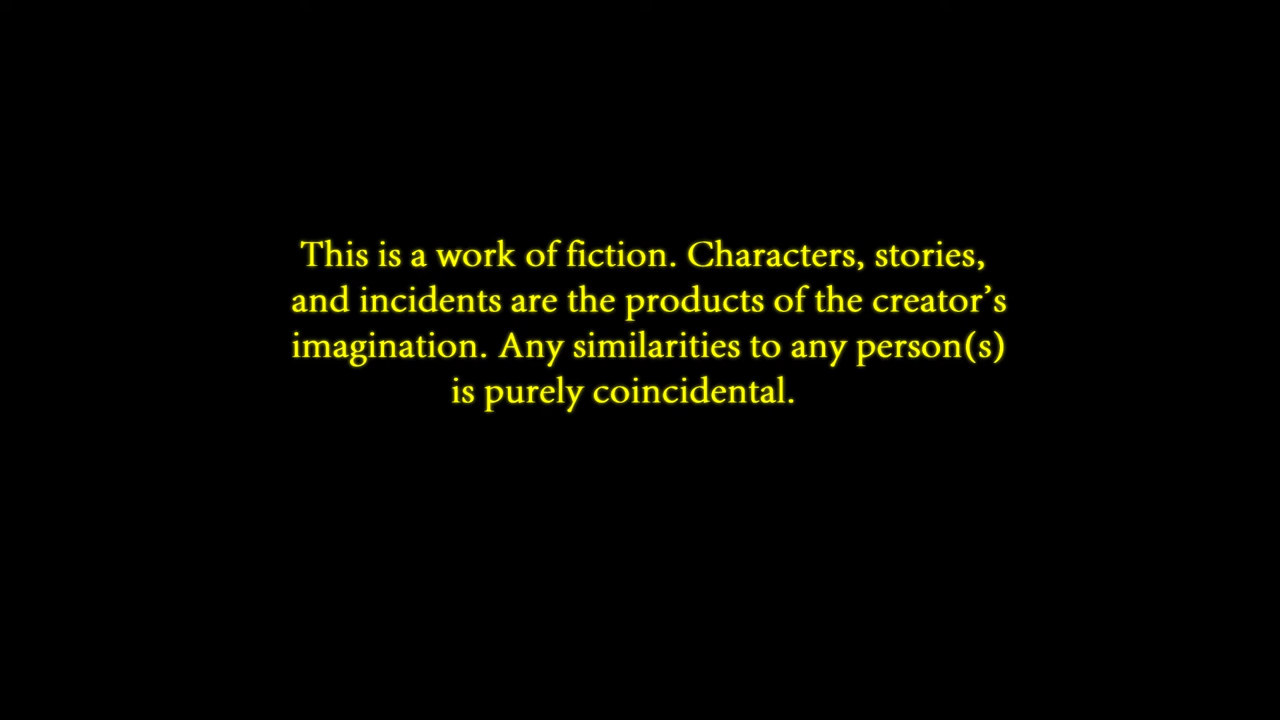 This is a work of fiction. Characters, stories,
and incidents are the products of the creator’s
imagination. Any similarities to any person(s)
is purely coincidental.